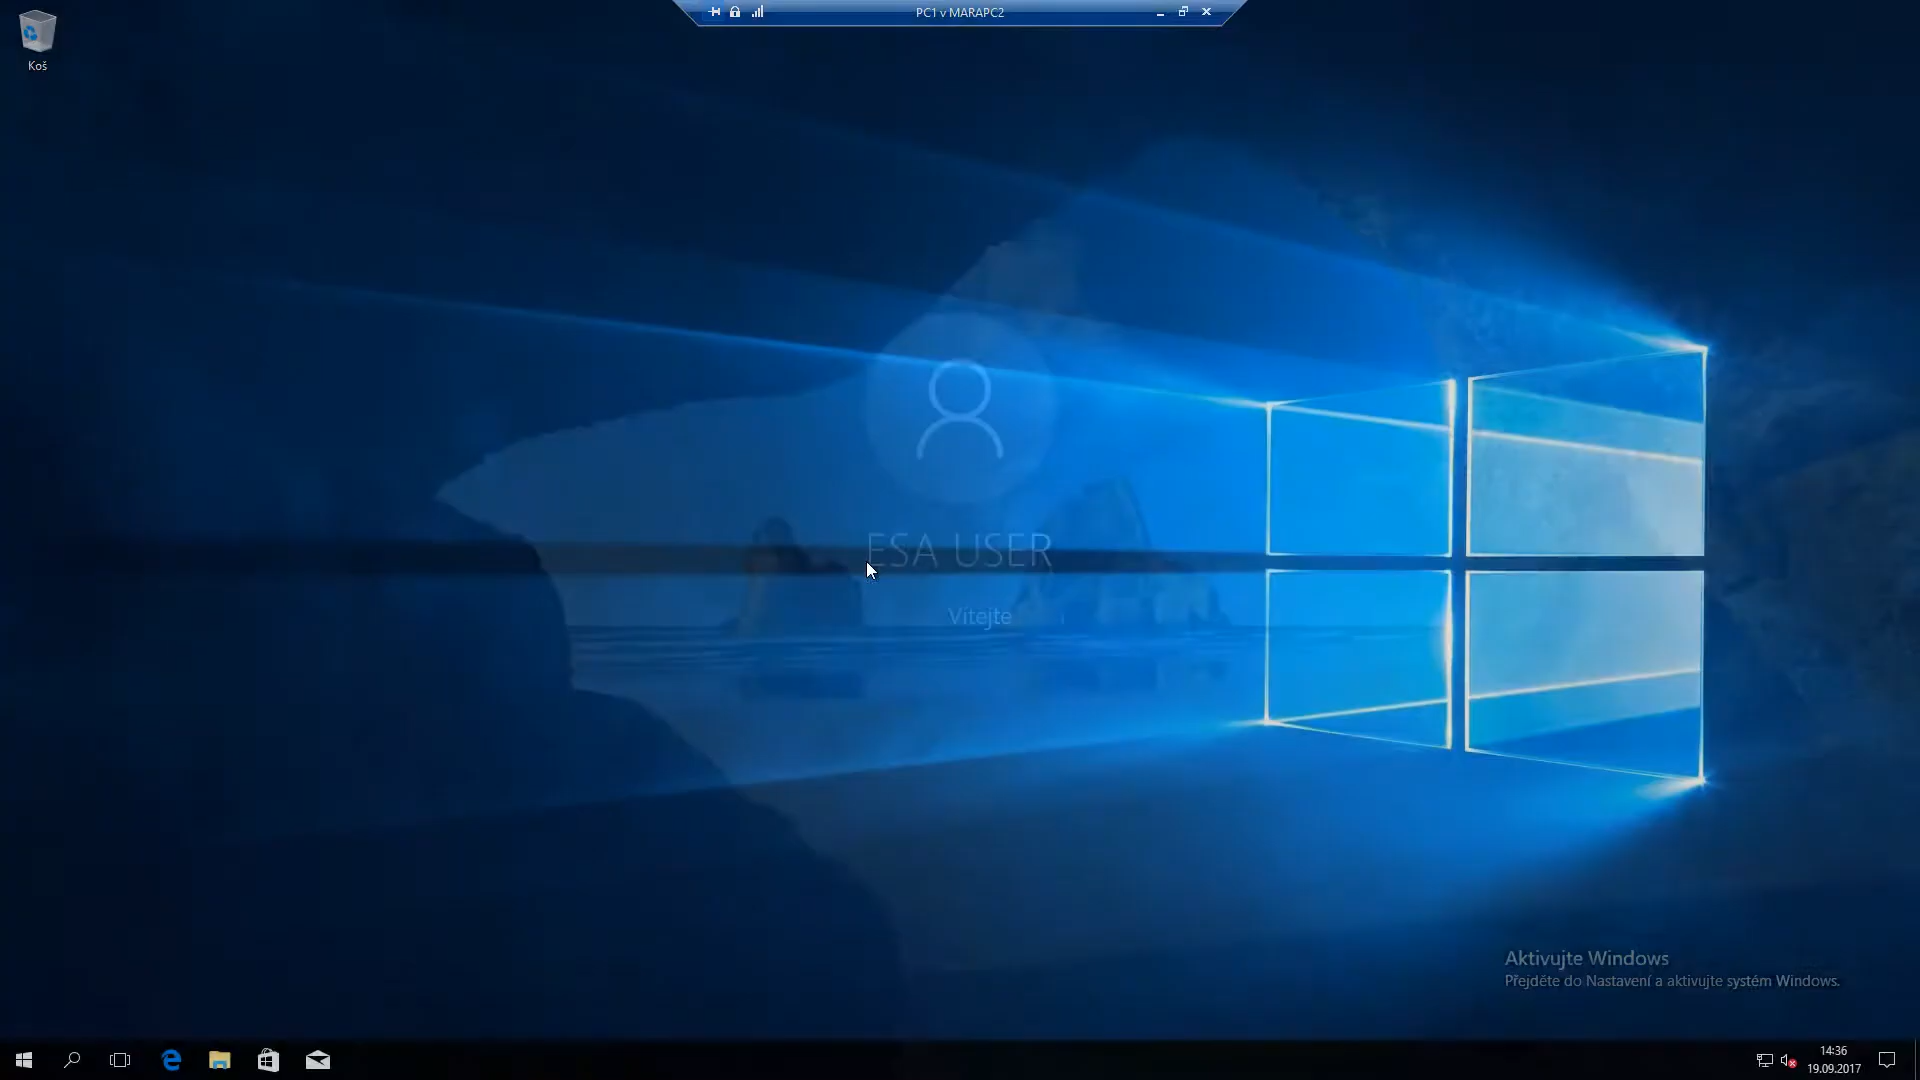 PC1 v MARAPC2
Koš
ESA USER
Vítejte
Aktivujte Windows
Přejděte do Nastavení a aktivujte systém Windows.
14:36
19.09.2017